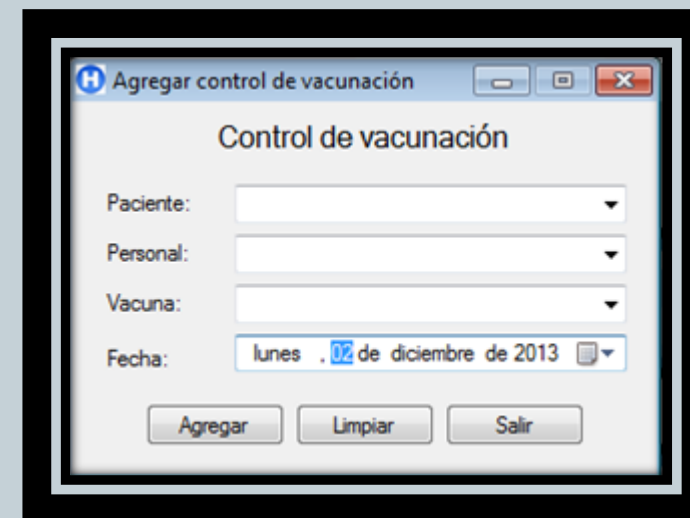 H Agregar control de vacunación
Control de vacunación
Paciente:
Personal:
Vacuna:
Fecha: lunes , 02 de diciembre de 2013
Agregar Limpiar Salir